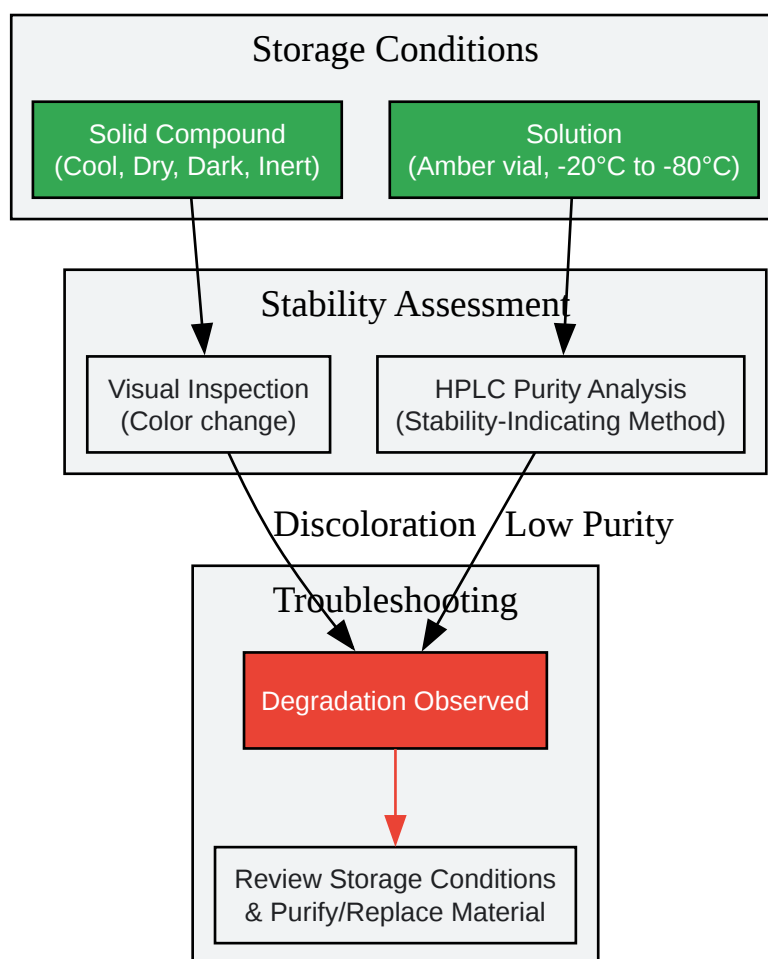 Storage Conditions
Solid Compound
(Cool, Dry, Dark, Inert)
Solution
(Amber vial, -20°C to -80°C)
Stability Assessment
Visual Inspection
(Color change)
HPLC Purity Analysis
(Stability-Indicating Method)
Discoloration
Low Purity
Troubleshooting
Degradation Observed
Review Storage Conditions
& Purify/Replace Material